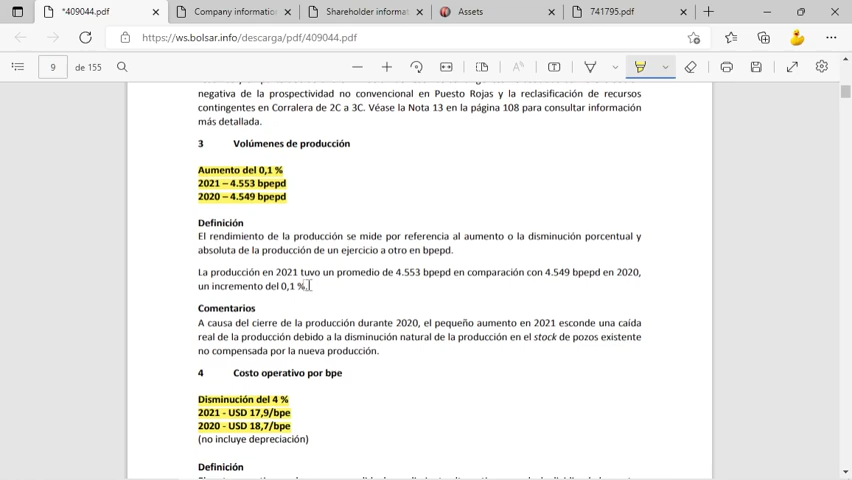 *409044.pdf
Company information
Shareholder informat
Assets
741795.pdf
https://ws.bolsar.info/descarga/pdf/409044.pdf
9 de 155
negativa de la prospectividad no convencional en Puesto Rojas y la reclasificación de recursos
contingentes en Corralera de 2C a 3C. Véase la Nota 13 en la página 108 para consultar información
más detallada.
3 Volúmenes de producción
Aumento del 0,1 %
2021 – 4.553 bpepd
2020 – 4.549 bpepd
Definición
El rendimiento de la producción se mide por referencia al aumento o la disminución porcentual y
absoluta de la producción de un ejercicio a otro en bpepd.
La producción en 2021 tuvo un promedio de 4.553 bpepd en comparación con 4.549 bpepd en 2020,
un incremento del 0,1 %.
Comentarios
A causa del cierre de la producción durante 2020, el pequeño aumento en 2021 esconde una caída
real de la producción debido a la disminución natural de la producción en el stock de pozos existente
no compensada por la nueva producción.
4 Costo operativo por bpe
Disminución del 4 %
2021 - USD 17,9/bpe
2020 - USD 18,7/bpe
(no incluye depreciación)
Definición